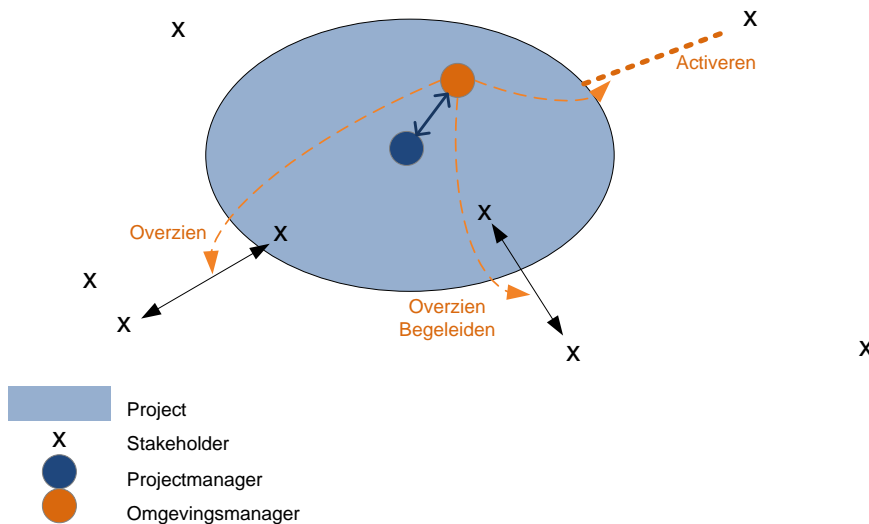 x
x
Activeren
x
x
Overzien
x
x
Overzien
Begeleiden
x
x
Project
x Stakeholder
Projectmanager
Omgevingsmanager